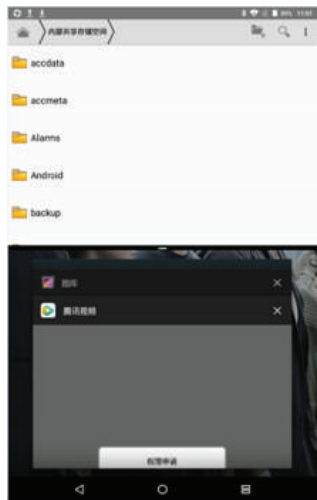 内部共享存储空间
accdata
accmeta
Alarms
Android
backup
图库
腾讯视频
权限申请